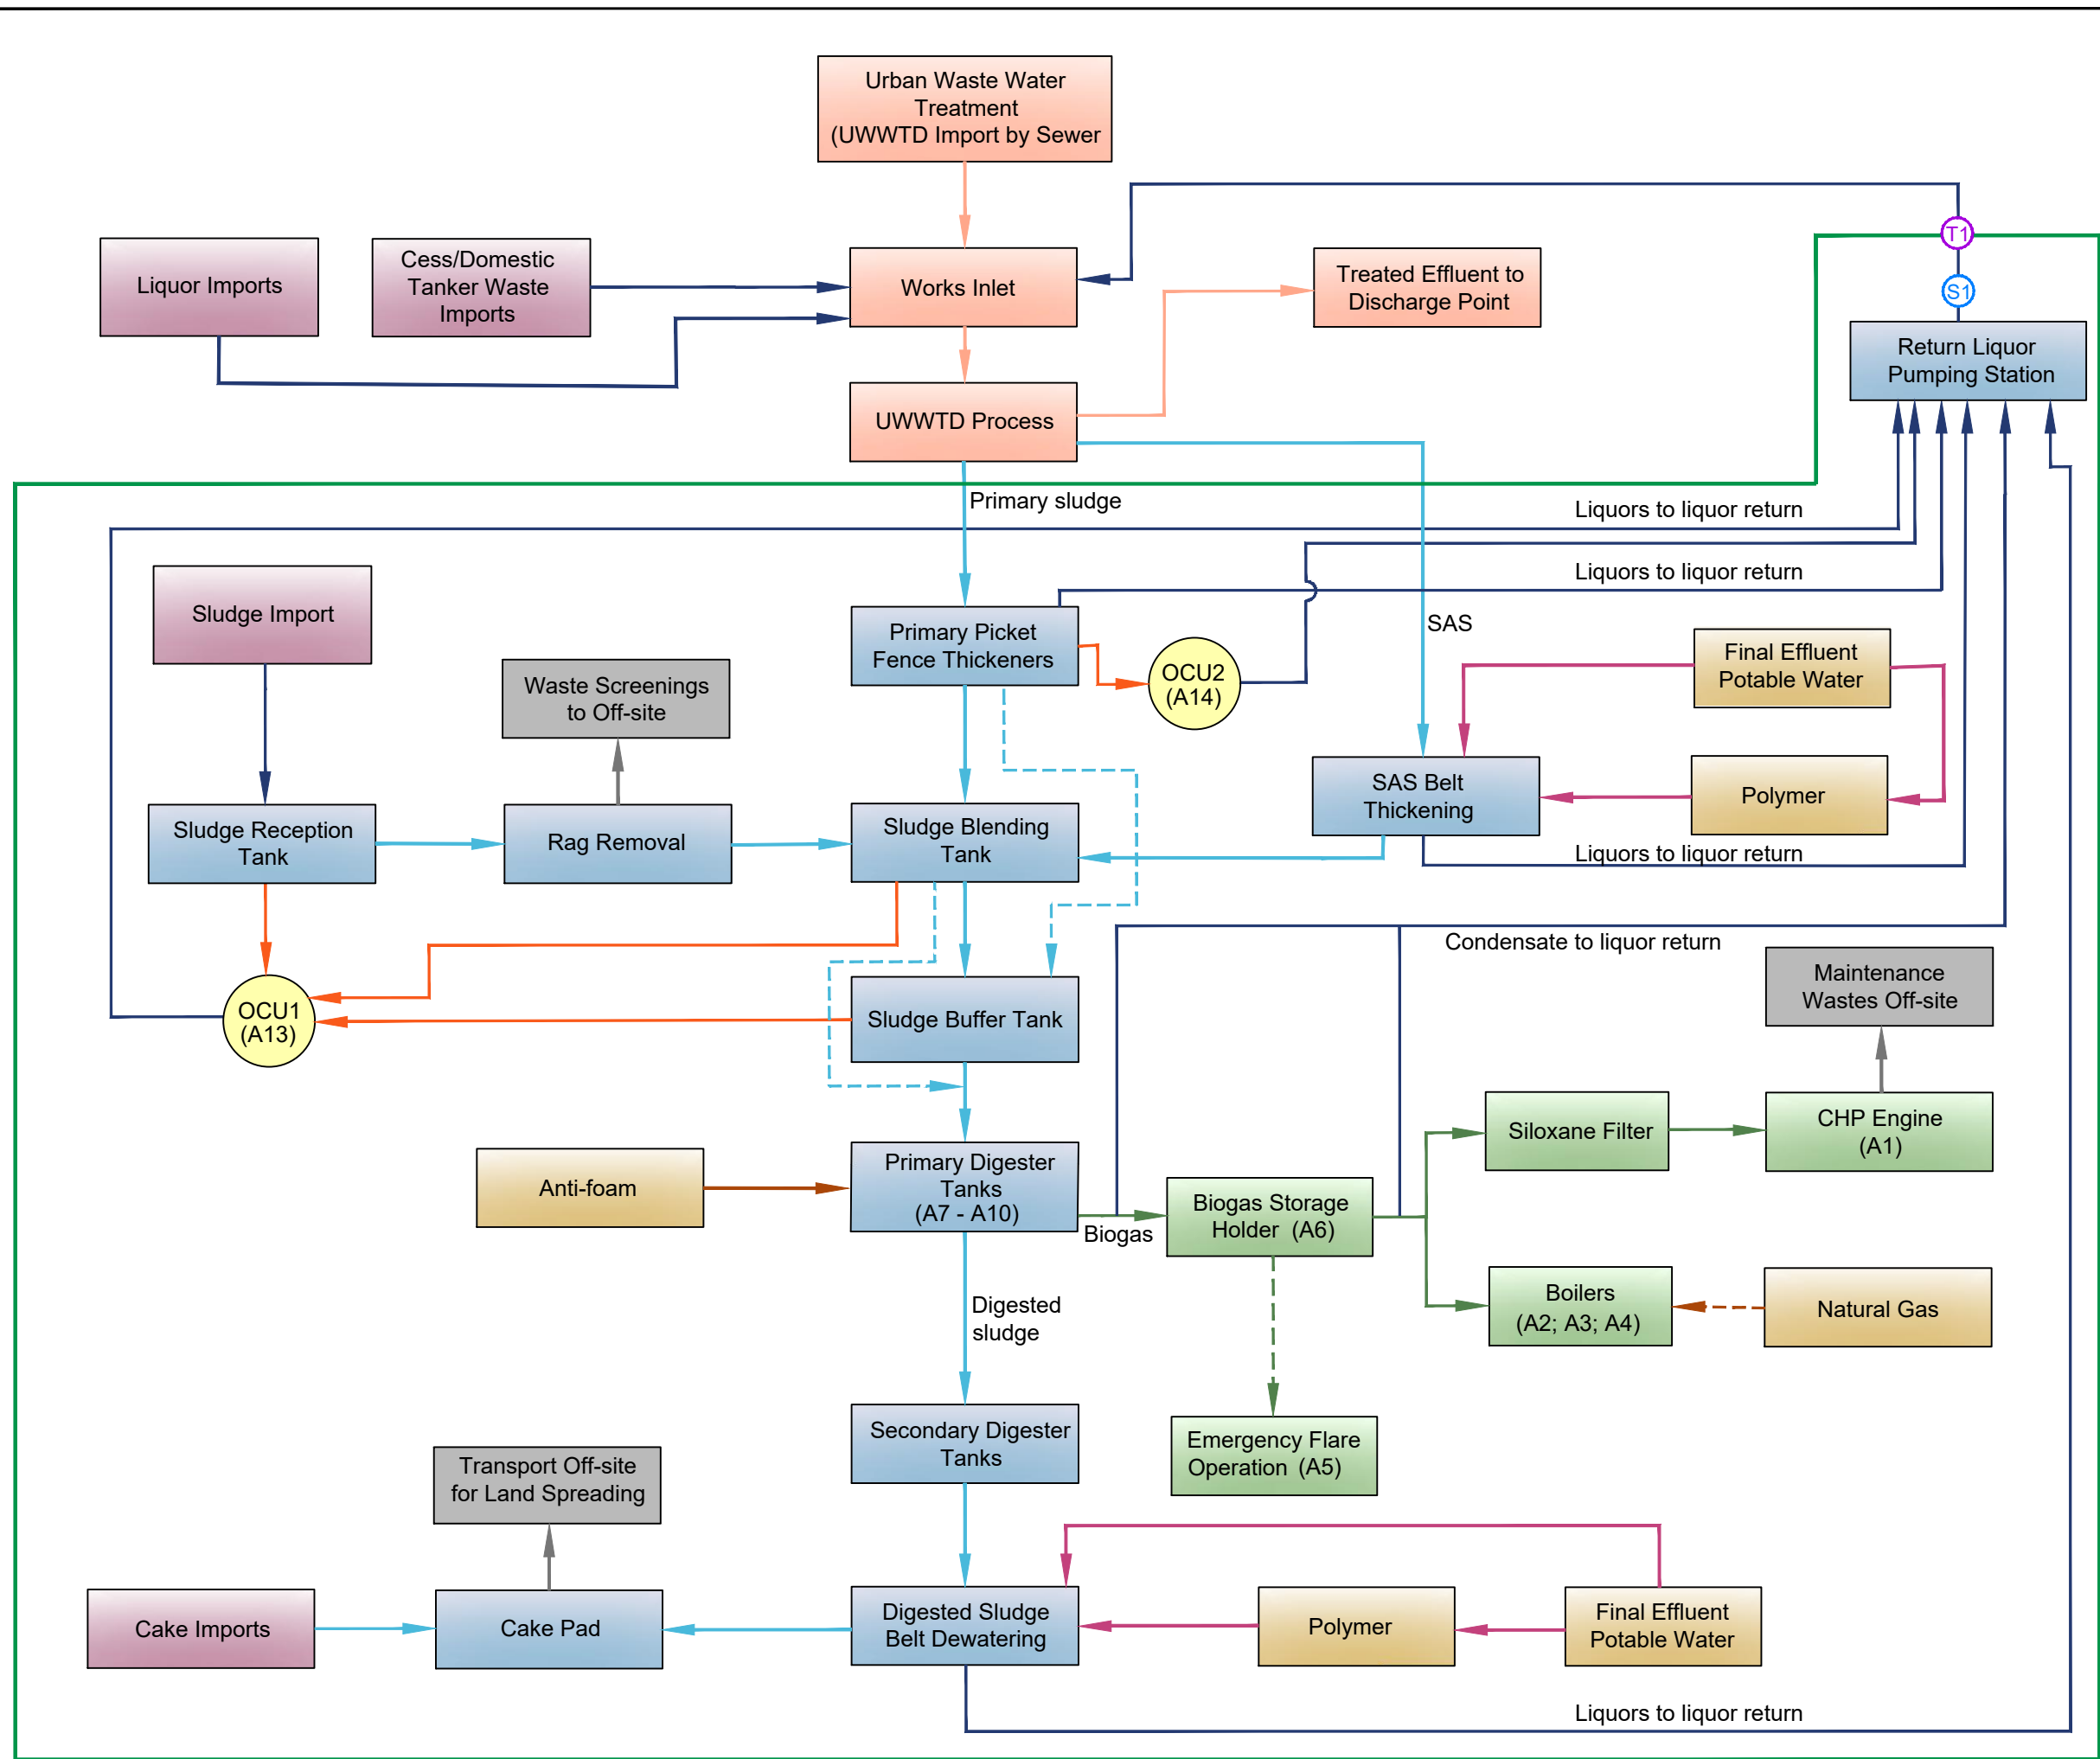 Urban Waste Water
Treatment
(UWWTD Import by Sewer
Liquor Imports
Cess/Domestic
Tanker Waste
Imports
Works Inlet
Treated Effluent to
Discharge Point
T1
S1
Return Liquor
Pumping Station
UWWTD Process
Primary sludge
Liquors to liquor return
Liquors to liquor return
Sludge Import
Primary Picket
Fence Thickeners
OCU2
(A14)
SAS
Final Effluent
Potable Water
Waste Screenings
to Off-site
SAS Belt
Thickening
Polymer
Sludge Reception
Tank
Rag Removal
Sludge Blending
Tank
Liquors to liquor return
Condensate to liquor return
Maintenance
Wastes Off-site
OCU1
(A13)
Sludge Buffer Tank
Siloxane Filter
CHP Engine
(A1)
Anti-foam
Primary Digester
Tanks
(A7 - A10)
Biogas
Biogas Storage
Holder (A6)
Boilers
(A2; A3; A4)
Natural Gas
Digested
sludge
Secondary Digester
Tanks
Emergency Flare
Operation (A5)
Transport Off-site
for Land Spreading
Cake Imports
Cake Pad
Digested Sludge
Belt Dewatering
Polymer
Final Effluent
Potable Water
Liquors to liquor return